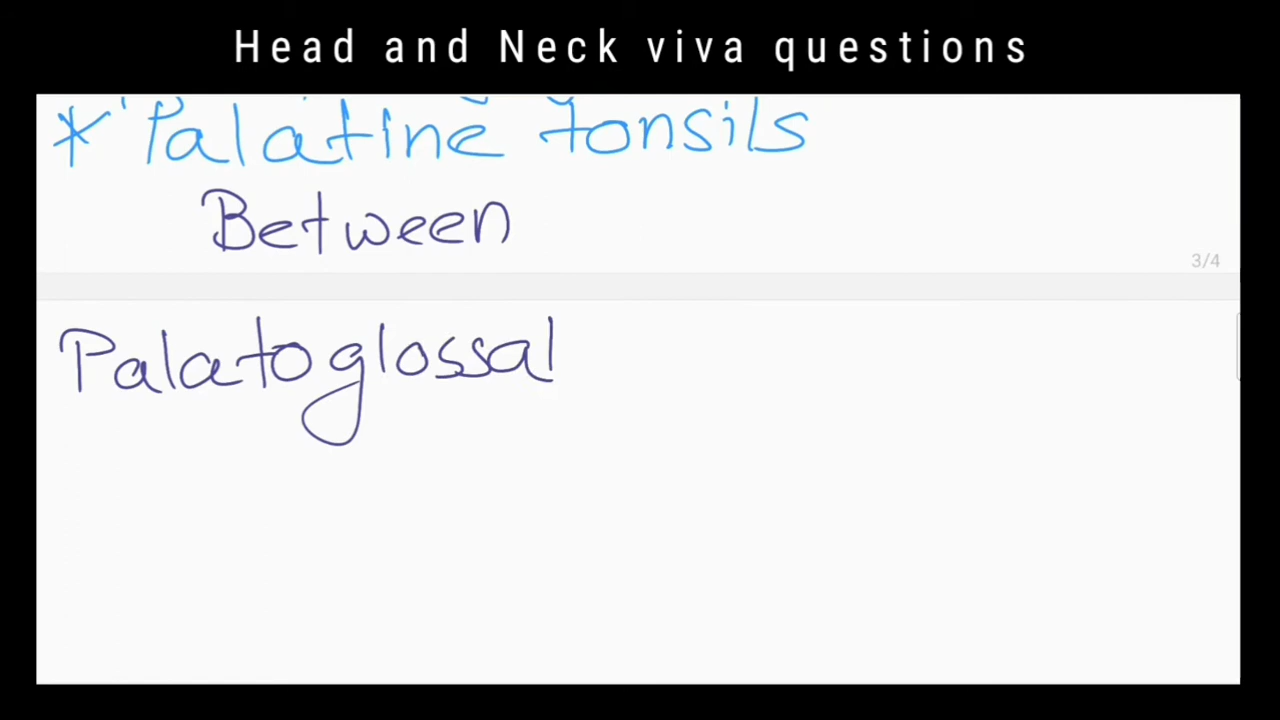 Head and Neck viva questions
* Palatine tonsils
Between
3/4
Palatoglossal